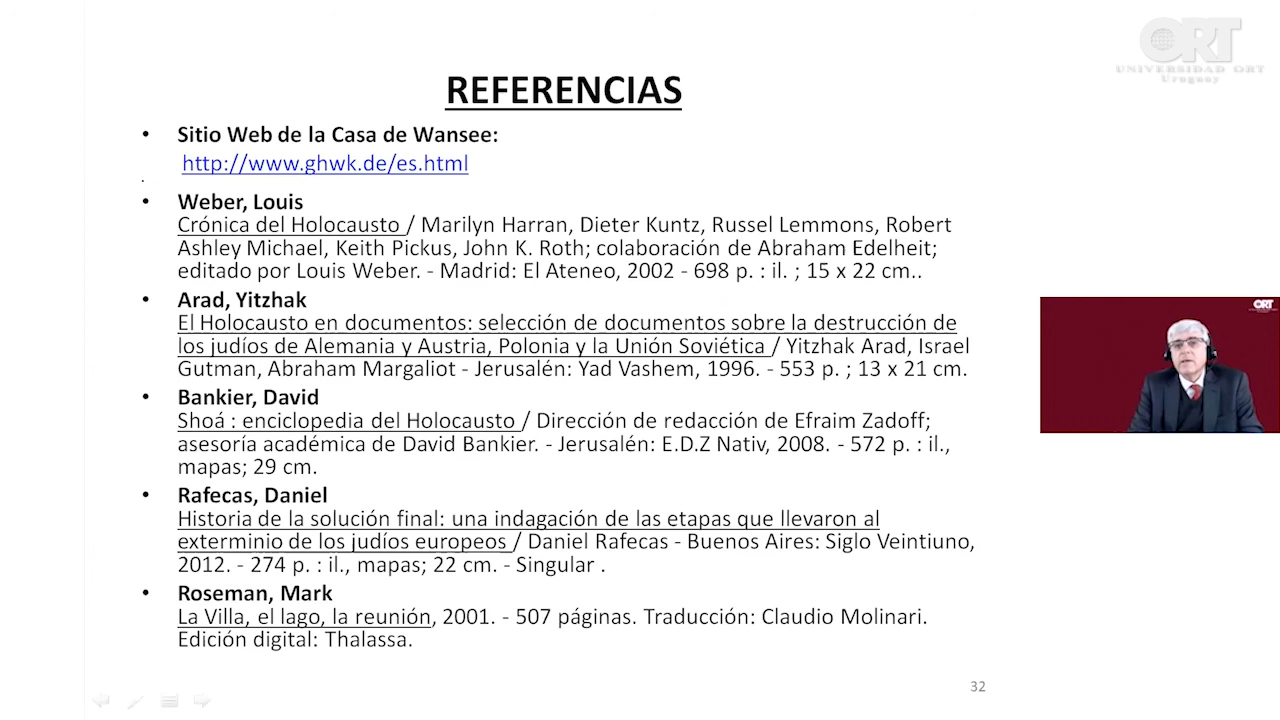 ORT
UNIVERSIDAD ORT
Uruguay
REFERENCIAS
• Sitio Web de la Casa de Wansee:
http://www.ghwk.de/es.html
• Weber, Louis
Crónica del Holocausto / Marilyn Harran, Dieter Kuntz, Russel Lemmons, Robert
Ashley Michael, Keith Pickus, John K. Roth; colaboración de Abraham Edelheit;
editado por Louis Weber. - Madrid: El Ateneo, 2002 - 698 p. : il. ; 15 x 22 cm..
• Arad, Yitzhak
El Holocausto en documentos: selección de documentos sobre la destrucción de
los judíos de Alemania y Austria, Polonia y la Unión Soviética / Yitzhak Arad, Israel
Gutman, Abraham Margaliot - Jerusalén: Yad Vashem, 1996. - 553 p. ; 13 x 21 cm.
• Bankier, David
Shoá : enciclopedia del Holocausto / Dirección de redacción de Efraim Zadoff;
asesoría académica de David Bankier. - Jerusalén: E.D.Z Nativ, 2008. - 572 p. : il.,
mapas; 29 cm.
• Rafecas, Daniel
Historia de la solución final: una indagación de las etapas que llevaron al
exterminio de los judíos europeos / Daniel Rafecas - Buenos Aires: Siglo Veintiuno,
2012. - 274 p. : il., mapas; 22 cm. - Singular .
• Roseman, Mark
La Villa, el lago, la reunión, 2001. - 507 páginas. Traducción: Claudio Molinari.
Edición digital: Thalassa.
32
ORT